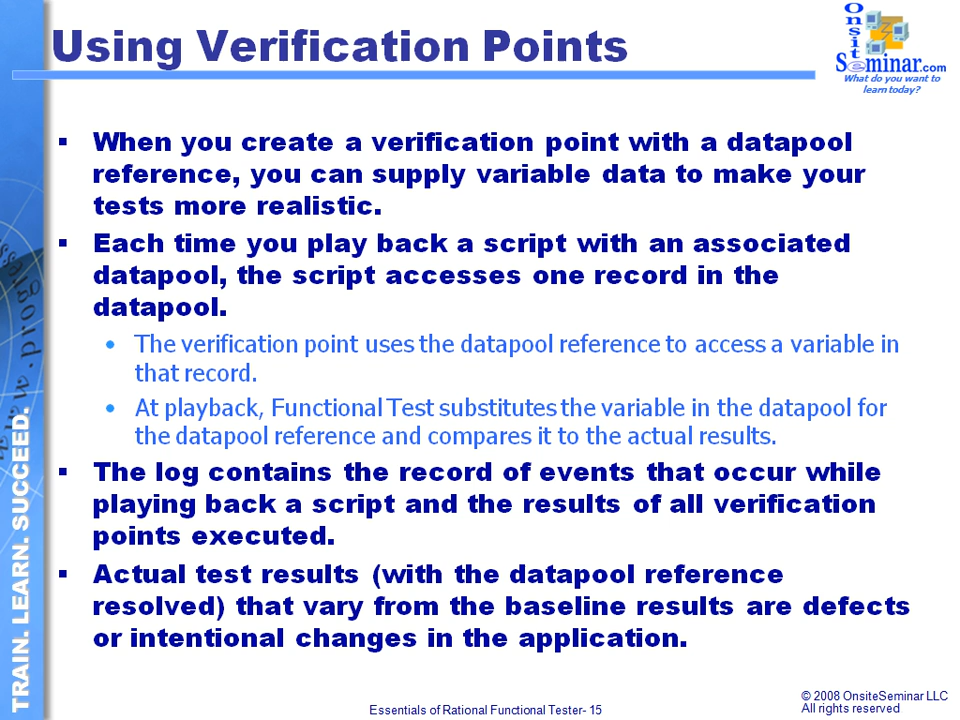 Using Verification Points
Onsite
Seminar.com
What do you want to
learn today?
▪ When you create a verification point with a datapool
reference, you can supply variable data to make your
tests more realistic.
▪ Each time you play back a script with an associated
datapool, the script accesses one record in the
datapool.
• The verification point uses the datapool reference to access a variable in
that record.
• At playback, Functional Test substitutes the variable in the datapool for
the datapool reference and compares it to the actual results.
▪ The log contains the record of events that occur while
playing back a script and the results of all verification
points executed.
▪ Actual test results (with the datapool reference
resolved) that vary from the baseline results are defects
or intentional changes in the application.
TRAIN. LEARN. SUCCEED.
Essentials of Rational Functional Tester- 15
© 2008 OnsiteSeminar LLC
All rights reserved